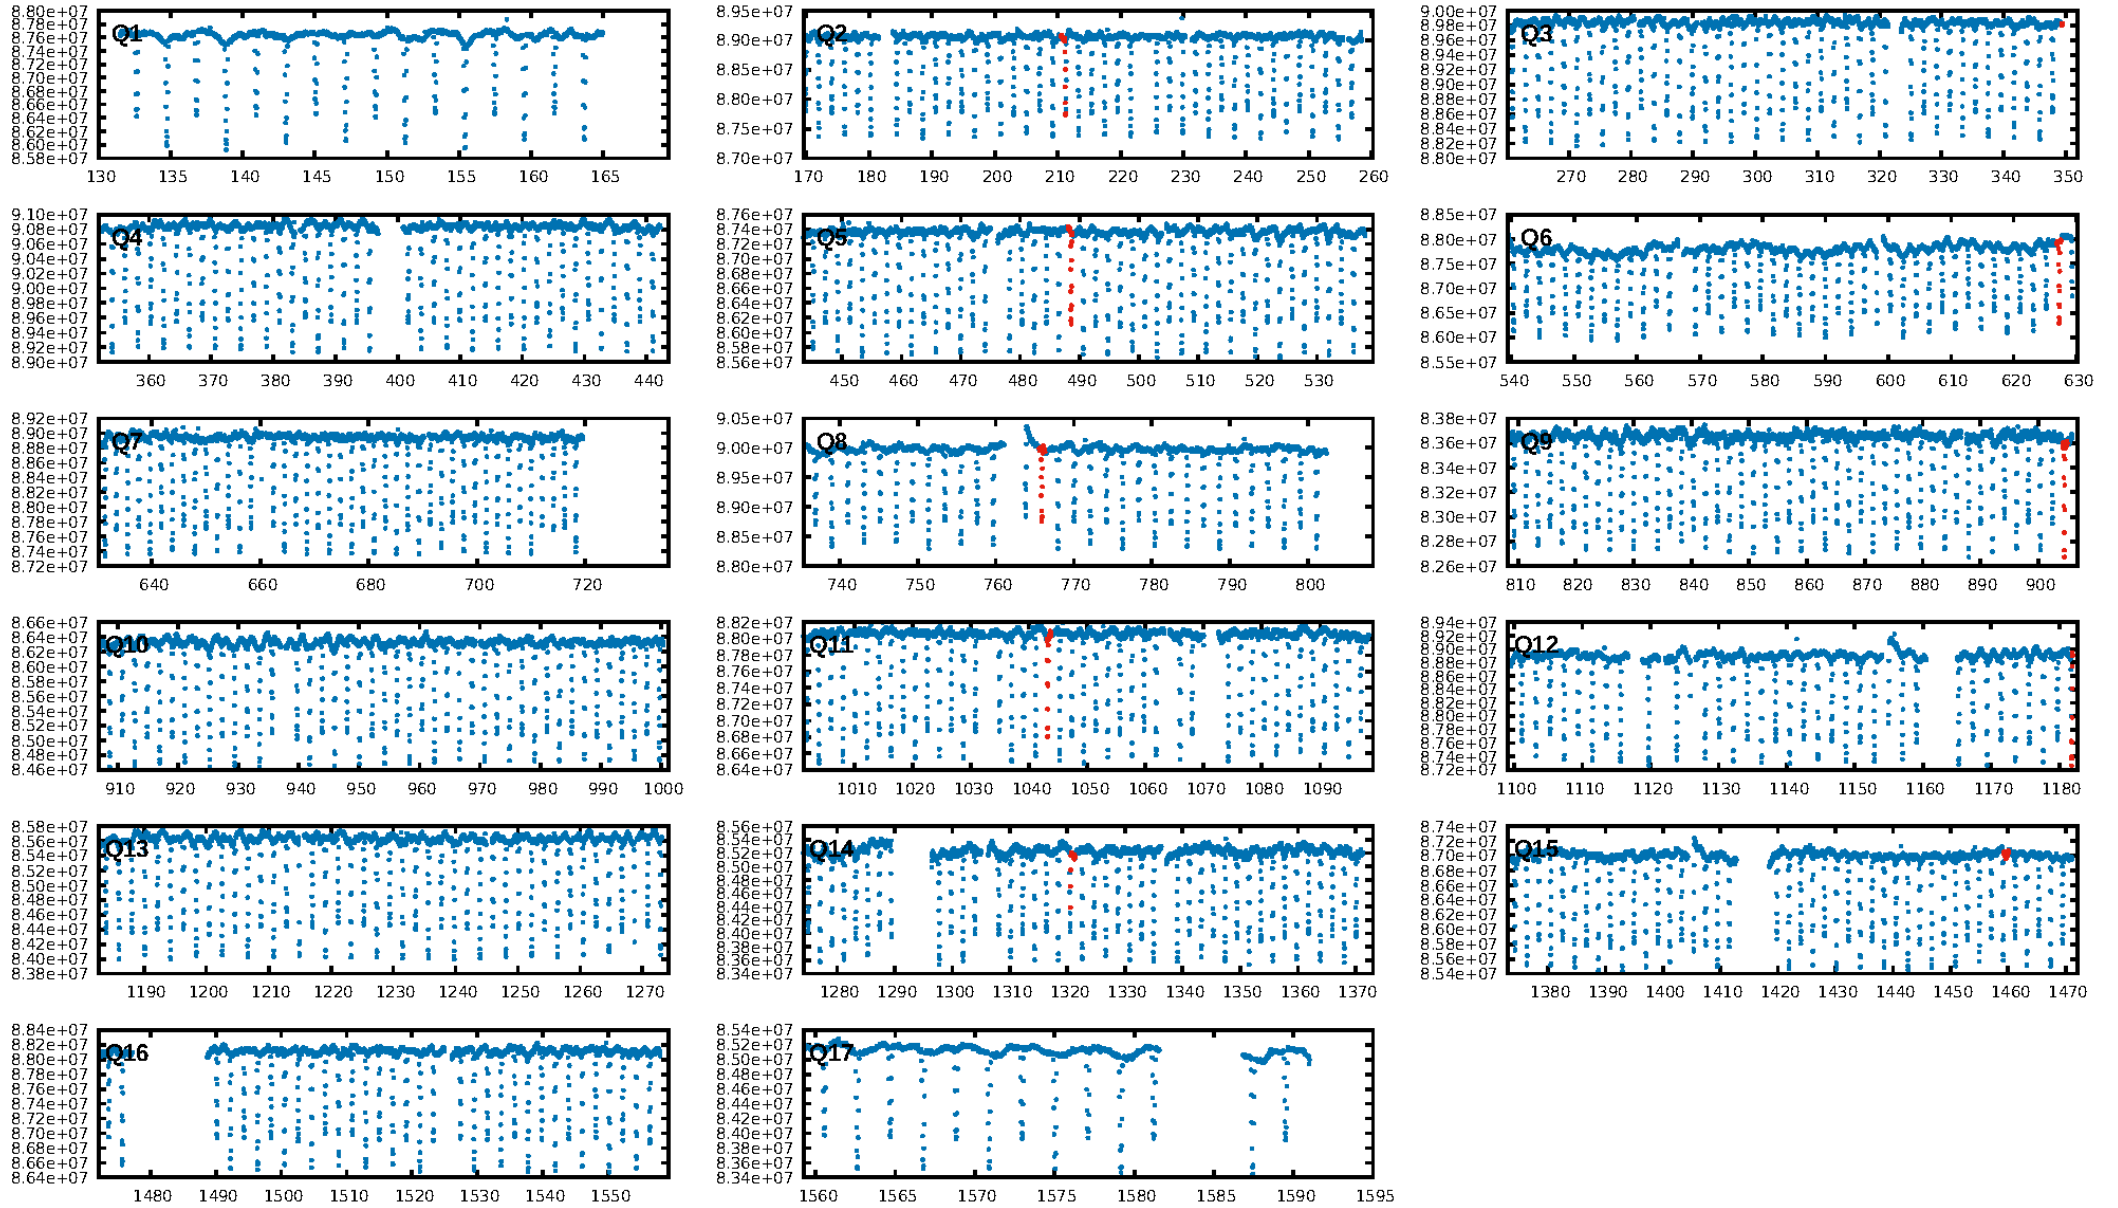 8.80e+07
8.78e+07
8.76e+07
8.74e+07
8.72e+07
8.70e+07
8.68e+07
8.66e+07
8.64e+07
8.62e+07
8.60e+07
8.58e+07
Q1
130 135 140 145 150 155 160 165
8.95e+07
8.90e+07
8.85e+07
8.80e+07
8.75e+07
8.70e+07
Q2
170 180 190 200 210 220 230 240 250 260
9.00e+07
8.98e+07
8.96e+07
8.94e+07
8.92e+07
8.90e+07
8.88e+07
8.86e+07
8.84e+07
8.82e+07
8.80e+07
Q3
270 280 290 300 310 320 330 340 350
9.10e+07
9.08e+07
9.06e+07
9.04e+07
9.02e+07
9.00e+07
8.98e+07
8.96e+07
8.94e+07
8.92e+07
8.90e+07
Q4
360 370 380 390 400 410 420 430 440
8.76e+07
8.74e+07
8.72e+07
8.70e+07
8.68e+07
8.66e+07
8.64e+07
8.62e+07
8.60e+07
8.58e+07
8.56e+07
Q5
450 460 470 480 490 500 510 520 530
8.85e+07
8.80e+07
8.75e+07
8.70e+07
8.65e+07
8.60e+07
8.55e+07
Q6
540 550 560 570 580 590 600 610 620 630
8.92e+07
8.90e+07
8.88e+07
8.86e+07
8.84e+07
8.82e+07
8.80e+07
8.78e+07
8.76e+07
8.74e+07
8.72e+07
Q7
640 660 680 700 720
9.05e+07
9.00e+07
8.95e+07
8.90e+07
8.85e+07
8.80e+07
Q8
740 750 760 770 780 790 800
8.38e+07
8.36e+07
8.34e+07
8.32e+07
8.30e+07
8.28e+07
8.26e+07
Q9
810 820 830 840 850 860 870 880 890 900
8.66e+07
8.64e+07
8.62e+07
8.60e+07
8.58e+07
8.56e+07
8.54e+07
8.52e+07
8.50e+07
8.48e+07
8.46e+07
Q10
910 920 930 940 950 960 970 980 990 1000
8.82e+07
8.80e+07
8.78e+07
8.76e+07
8.74e+07
8.72e+07
8.70e+07
8.68e+07
8.66e+07
8.64e+07
Q11
1010 1020 1030 1040 1050 1060 1070 1080 1090
8.94e+07
8.92e+07
8.90e+07
8.88e+07
8.86e+07
8.84e+07
8.82e+07
8.80e+07
8.78e+07
8.76e+07
8.74e+07
8.72e+07
Q12
1100 1110 1120 1130 1140 1150 1160 1170 1180
8.58e+07
8.56e+07
8.54e+07
8.52e+07
8.50e+07
8.48e+07
8.46e+07
8.44e+07
8.42e+07
8.40e+07
8.38e+07
Q13
1190 1200 1210 1220 1230 1240 1250 1260 1270
8.56e+07
8.54e+07
8.52e+07
8.50e+07
8.48e+07
8.46e+07
8.44e+07
8.42e+07
8.40e+07
8.38e+07
8.36e+07
8.34e+07
Q14
1280 1290 1300 1310 1320 1330 1340 1350 1360 1370
8.74e+07
8.72e+07
8.70e+07
8.68e+07
8.66e+07
8.64e+07
8.62e+07
8.60e+07
8.58e+07
8.56e+07
8.54e+07
Q15
1380 1390 1400 1410 1420 1430 1440 1450 1460 1470
8.84e+07
8.82e+07
8.80e+07
8.78e+07
8.76e+07
8.74e+07
8.72e+07
8.70e+07
8.68e+07
8.66e+07
8.64e+07
Q16
1480 1490 1500 1510 1520 1530 1540 1550
8.54e+07
8.52e+07
8.50e+07
8.48e+07
8.46e+07
8.44e+07
8.42e+07
8.40e+07
8.38e+07
8.36e+07
8.34e+07
Q17
1560 1565 1570 1575 1580 1585 1590 1595